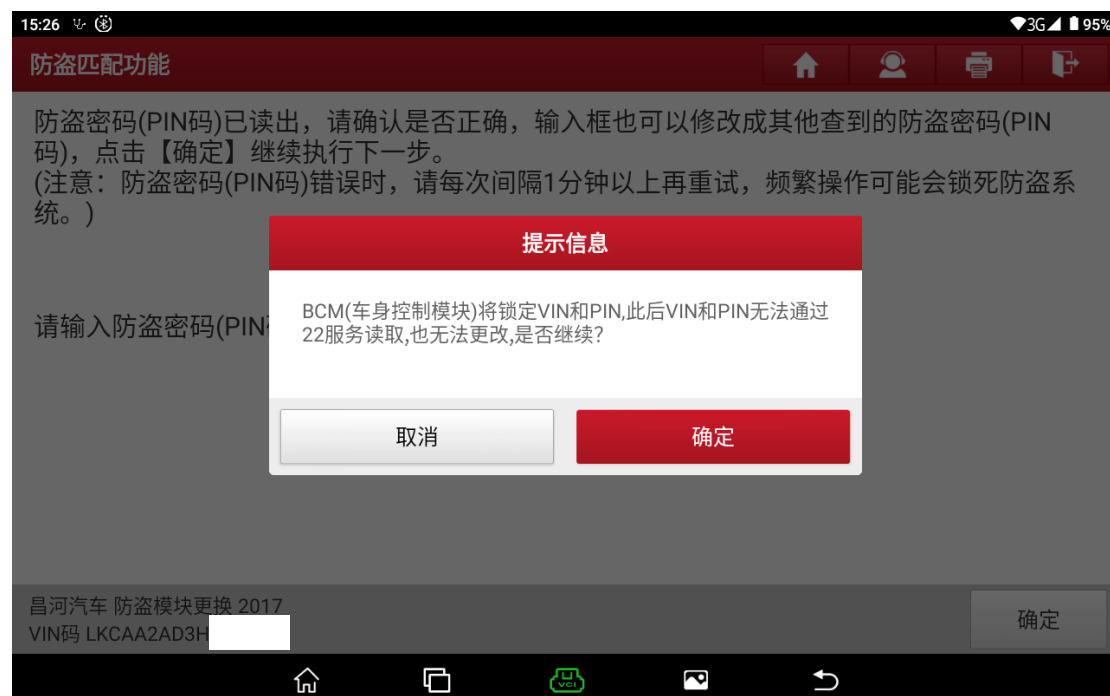 15:26
3G
95%
防盗匹配功能
防盗密码(PIN码)已读出，请确认是否正确，输入框也可以修改成其他查到的防盗密码(PIN
码)，点击【确定】继续执行下一步。
(注意：防盗密码(PIN码)错误时，请每次间隔1分钟以上再重试，频繁操作可能会锁死防盗系
统。)
提示信息
请输入防盗密码(PIN
BCM(车身控制模块)将锁定VIN和PIN,此后VIN和PIN无法通过
22服务读取,也无法更改,是否继续?
取消
确定
昌河汽车 防盗模块更换 2017
VIN码 LKCAA2AD3H
确定
VCI